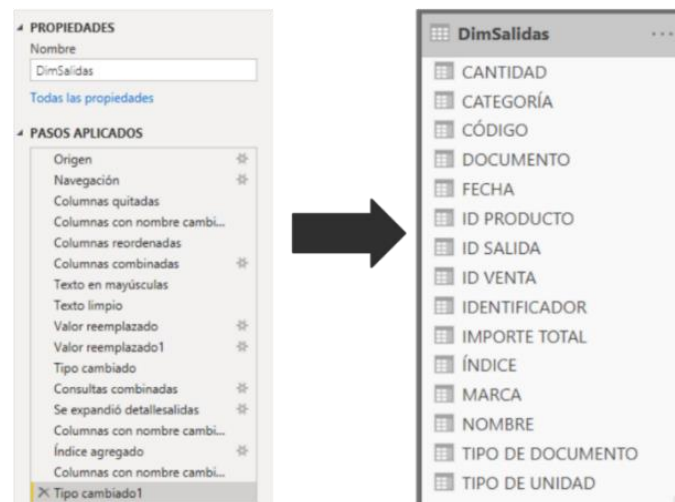 PROPIEDADES
Nombre
DimSalidas
Todas las propiedades
PASOS APLICADOS
Origen
Navegación
Columnas quitadas
Columnas con nombre cambi...
Columnas reordenadas
Columnas combinadas
Texto en mayúsculas
Texto limpio
Valor reemplazado
Valor reemplazado1
Tipo cambiado
Consultas combinadas
Se expandió detallesalidas
Columnas con nombre cambi...
Índice agregado
Columnas con nombre cambi...
Tipo cambiado1
DimSalidas
CANTIDAD
CATEGORÍA
CÓDIGO
DOCUMENTO
FECHA
ID PRODUCTO
ID SALIDA
ID VENTA
IDENTIFICADOR
IMPORTE TOTAL
ÍNDICE
MARCA
NOMBRE
TIPO DE DOCUMENTO
TIPO DE UNIDAD